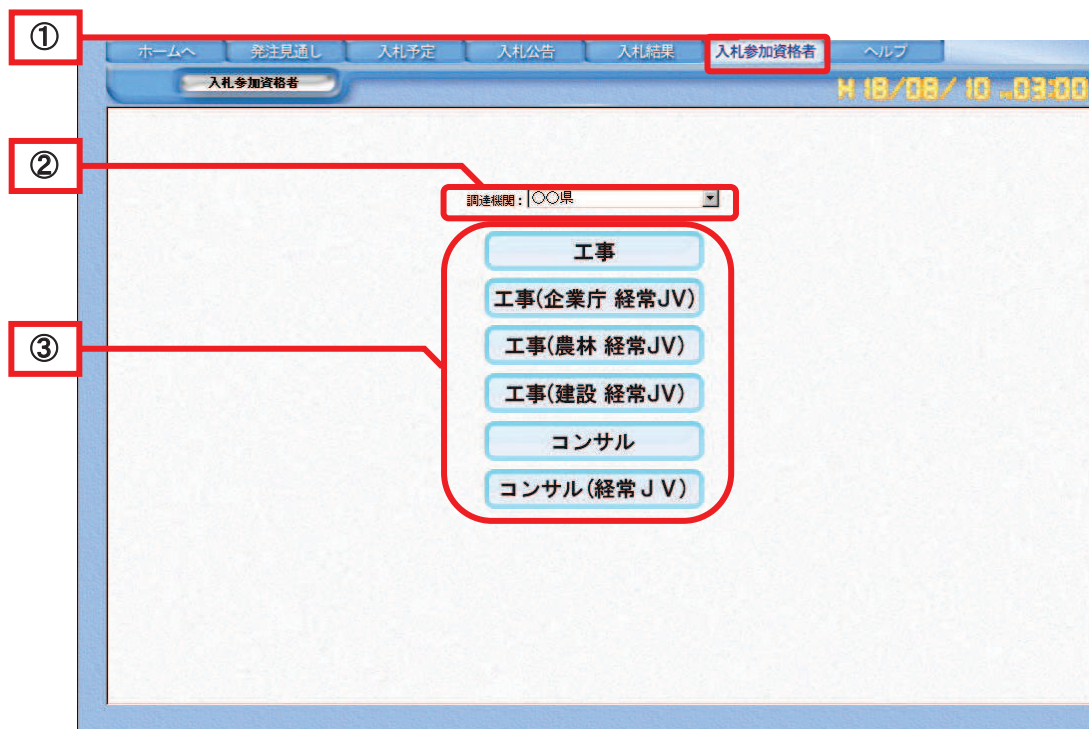 ①
ホームへ 発注見通し 入札予定 入札公告 入札結果 入札参加資格者 ヘルプ
入札参加資格者
H 18/08/10 PM 03:00
②
調達機関：○○県
工事
工事(企業庁 経常JV)
③
工事(農林 経常JV)
工事(建設 経常JV)
コンサル
コンサル(経常ＪＶ)